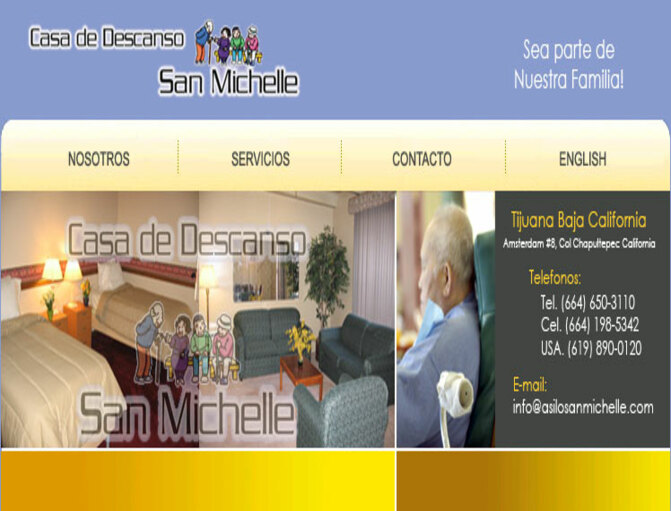 Casa de Descanso
San Michelle
Sea parte de
Nuestra Familia!
NOSOTROS
SERVICIOS
CONTACTO
ENGLISH
Casa de Descanso
San Michelle
Tijuana Baja California
Amsterdam #8, Col Chapultepec California
Telefonos:
Tel. (664) 650-3110
Cel. (664) 198-5342
USA. (619) 890-0120
E-mail:
info@asilosanmichelle.com